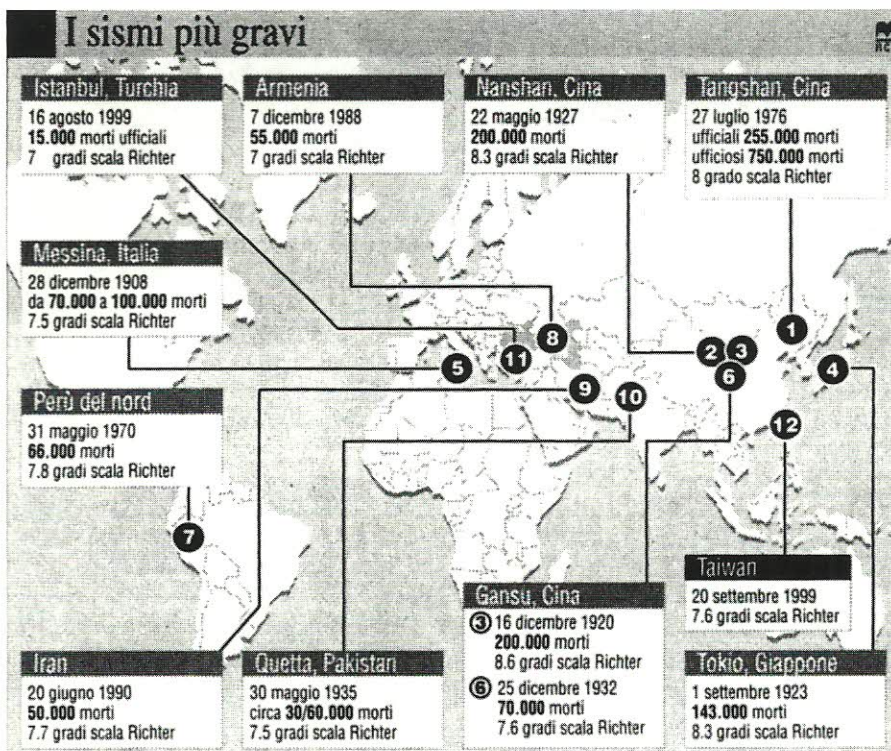 I sismi più gravi
Istanbul, Turchia
16 agosto 1999
15.000 morti ufficiali
7 gradi scala Richter
Armenia
7 dicembre 1988
55.000 morti
7 gradi scala Richter
Nanshan, Cina
22 maggio 1927
200.000 morti
8.3 gradi scala Richter
Tangshan, Cina
27 luglio 1976
ufficiali 255.000 morti
ufficiosi 750.000 morti
8 grado scala Richter
Messina, Italia
28 dicembre 1908
da 70.000 a 100.000 morti
7.5 gradi scala Richter
Perù del nord
31 maggio 1970
66.000 morti
7.8 gradi scala Richter
1
2
3
4
5
6
7
8
9
10
11
12
Iran
20 giugno 1990
50.000 morti
7.7 gradi scala Richter
Quetta, Pakistan
30 maggio 1935
circa 30/60.000 morti
7.5 gradi scala Richter
Gansu, Cina
3 16 dicembre 1920
200.000 morti
8.6 gradi scala Richter
6 25 dicembre 1932
70.000 morti
7.6 gradi scala Richter
Taiwan
20 settembre 1999
7.6 gradi scala Richter
Tokio, Giappone
1 settembre 1923
143.000 morti
8.3 gradi scala Richter